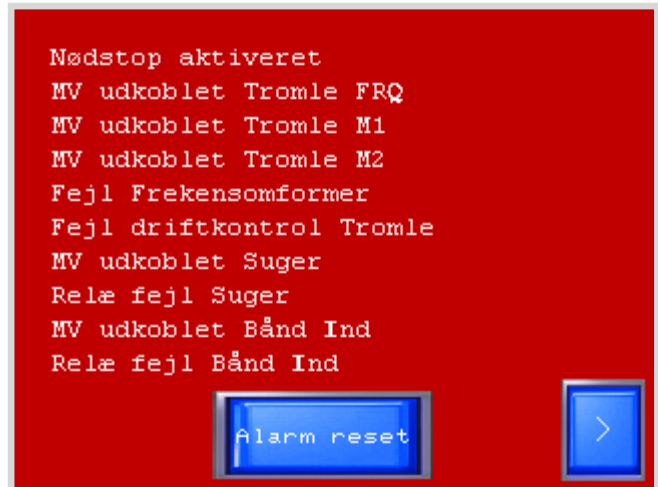 Nødstop aktiveret
MV udkoblet Tromle FRQ
MV udkoblet Tromle M1
MV udkoblet Tromle M2
Fejl Frekensomformer
Fejl driftkontrol Tromle
MV udkoblet Suger
Relæ fejl Suger
MV udkoblet Bånd Ind
Relæ fejl Bånd Ind
Alarm reset
>